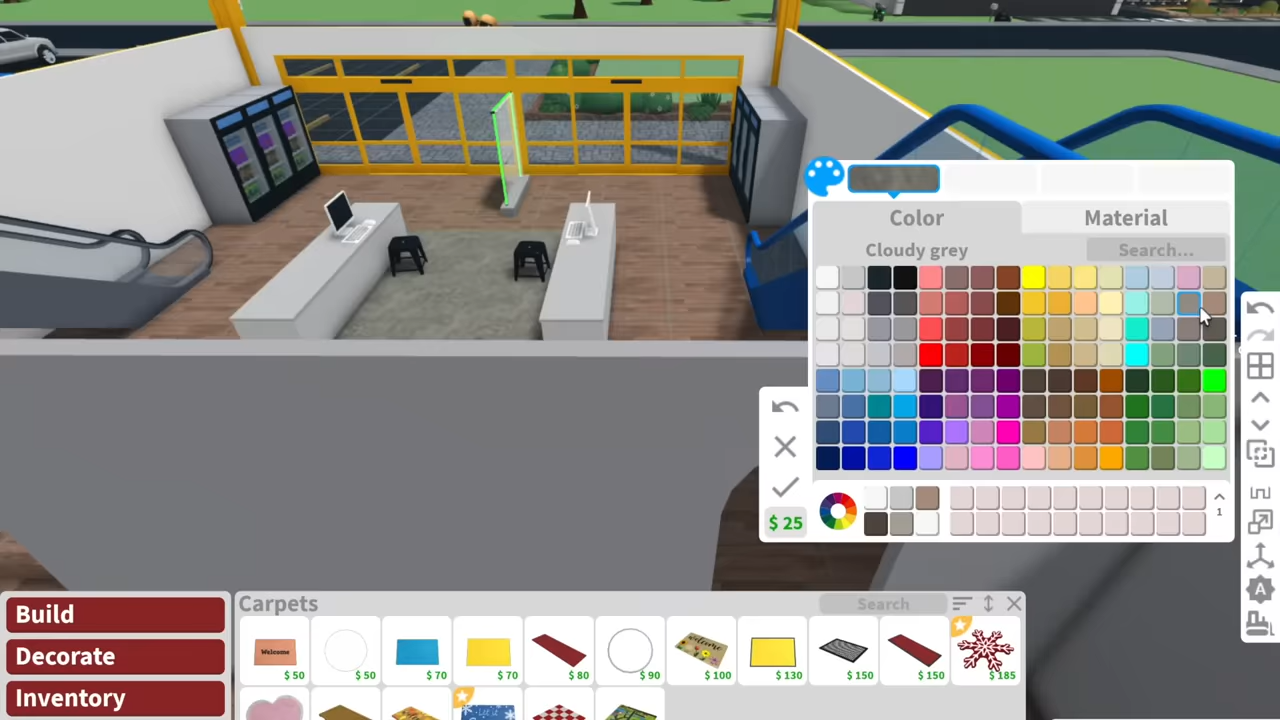 Color
Material
Cloudy grey
Search...
$ 25
1
Build
Decorate
Inventory
Carpets
Search
Welcome
$ 50
$ 50
$ 70
$ 70
$ 80
$ 90
welcome
$ 100
$ 130
$ 150
$ 150
$ 185
A